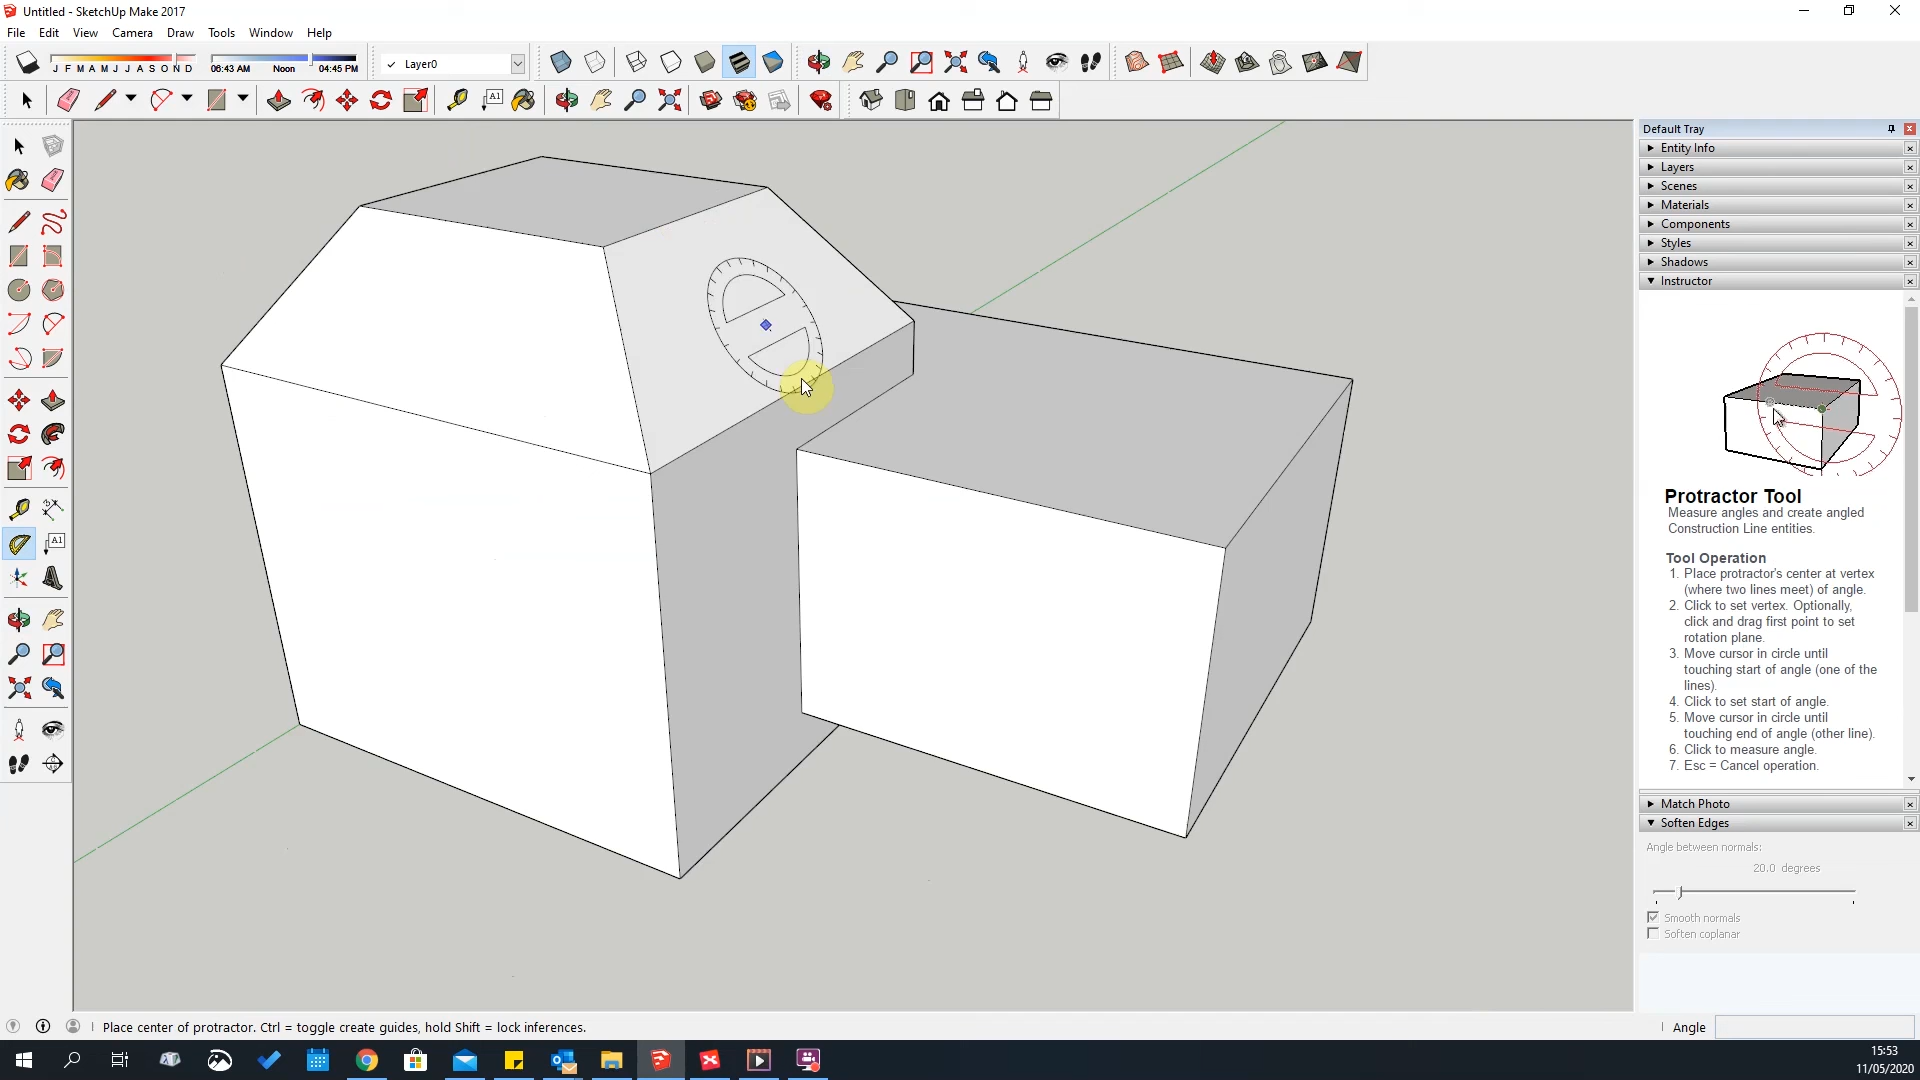 Untitled - SketchUp Make 2017
File Edit View Camera Draw Tools Window Help
J F M A M J J A S O N D
06:43 AM Noon 04:45 PM
Layer0
A1
Default Tray
Entity Info
Layers
Scenes
Materials
Components
Styles
Shadows
Instructor
A1
Protractor Tool
Measure angles and create angled
Construction Line entities.
Tool Operation
1. Place protractor's center at vertex
(where two lines meet) of angle.
2. Click to set vertex. Optionally,
click and drag first point to set
rotation plane.
3. Move cursor in circle until
touching start of angle (one of the
lines).
4. Click to set start of angle.
5. Move cursor in circle until
touching end of angle (other line).
6. Click to measure angle.
7. Esc = Cancel operation.
Match Photo
Soften Edges
Angle between normals:
20.0 degrees
Smooth normals
Soften coplanar
Place center of protractor. Ctrl = toggle create guides, hold Shift = lock inferences.
Angle
15:53
11/05/2020